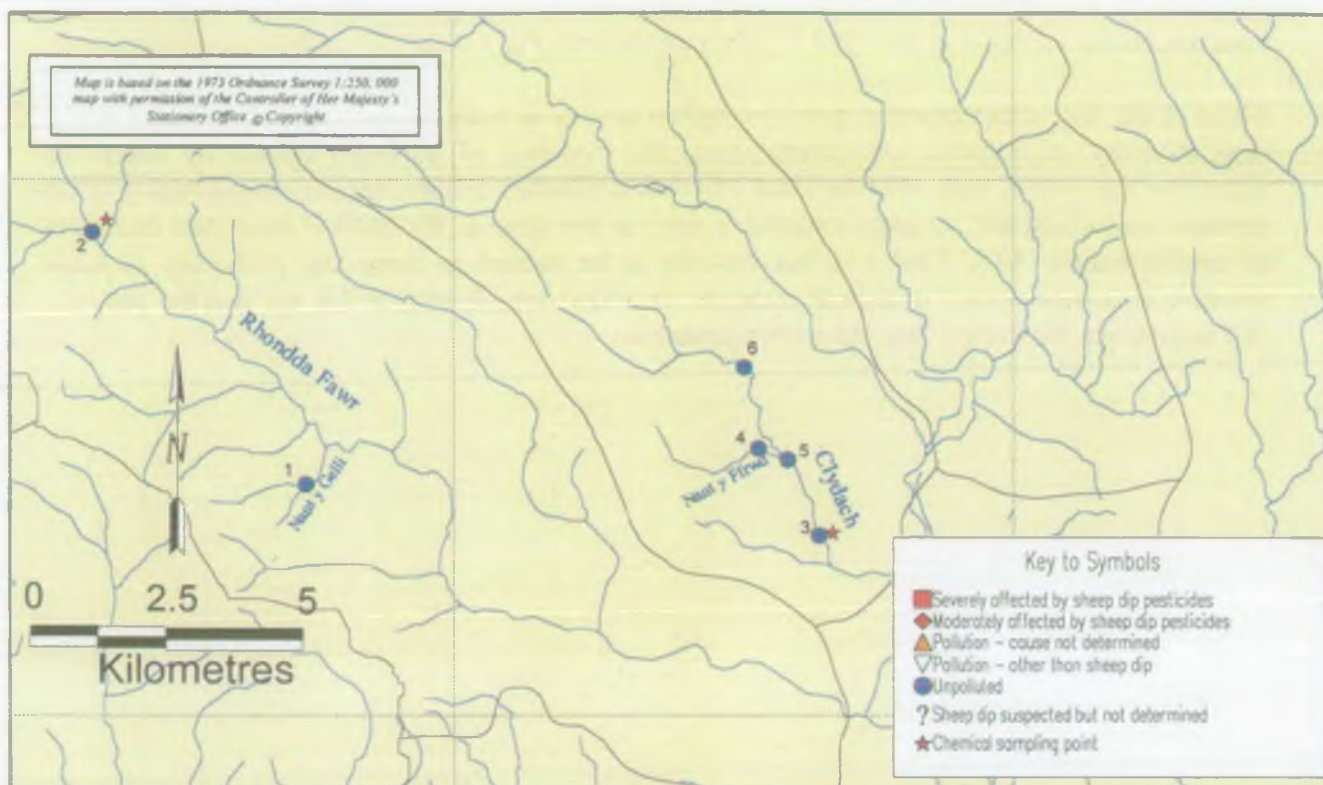 Map is based on the 1973 Ordnance Survey 1:250,000
map with permission of the Controller of Her Majesty's
Stationery Office © Copyright
2
Rhondda Fawr
6
N
4
5
Clydach
1
Nant y Gelli
Nant y Ffrwd
3
0 2.5 5
Kilometres
Key to Symbols
Severely affected by sheep dip pesticides
Moderately affected by sheep dip pesticides
Pollution - cause not determined
Pollution - other than sheep dip
Unpolluted
? Sheep dip suspected but not determined
Chemical sampling point